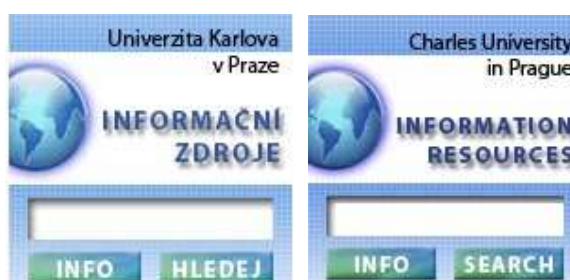 Univerzita Karlova
v Praze
INFORMAČNÍ
ZDROJE
INFO HLEDEJ
Charles University
in Prague
INFORMATION
RESOURCES
INFO SEARCH